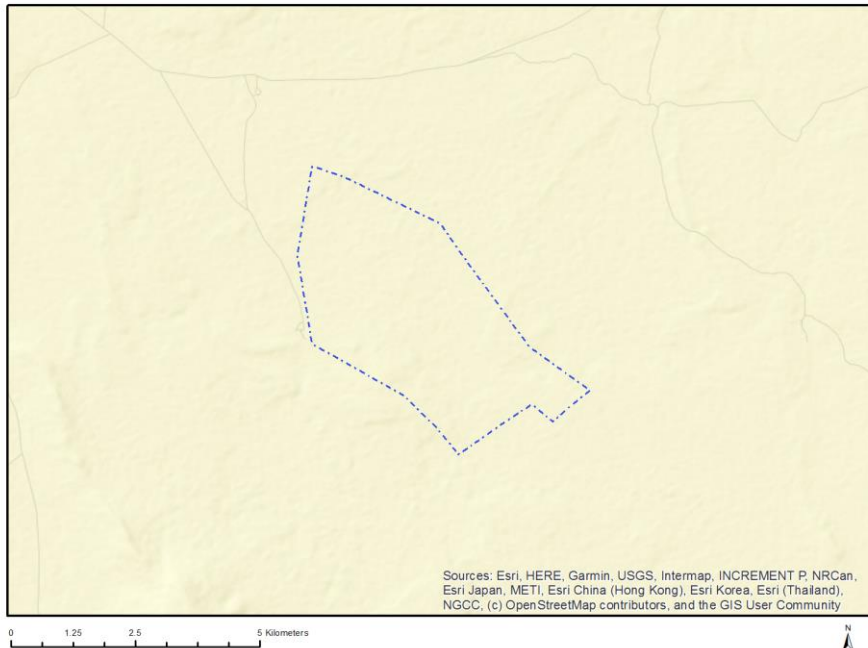 Sources: Esri, HERE, Garmin, USGS, Intermap, INCREMENT P, NRCan,
Esri Japan, METI, Esri China (Hong Kong), Esri Korea, Esri (Thailand),
NGCC, (c) OpenStreetMap contributors, and the GIS User Community
0 1.25 2.5 5 Kilometers
N